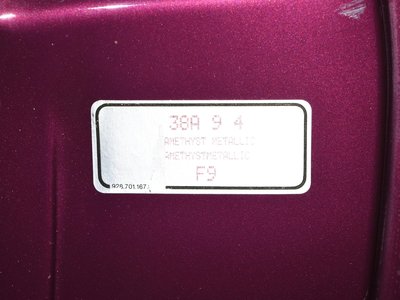 38A 9 4
AMETHYST METALLIC
AMETHYSTMETALLIC
F9
928.701.167.